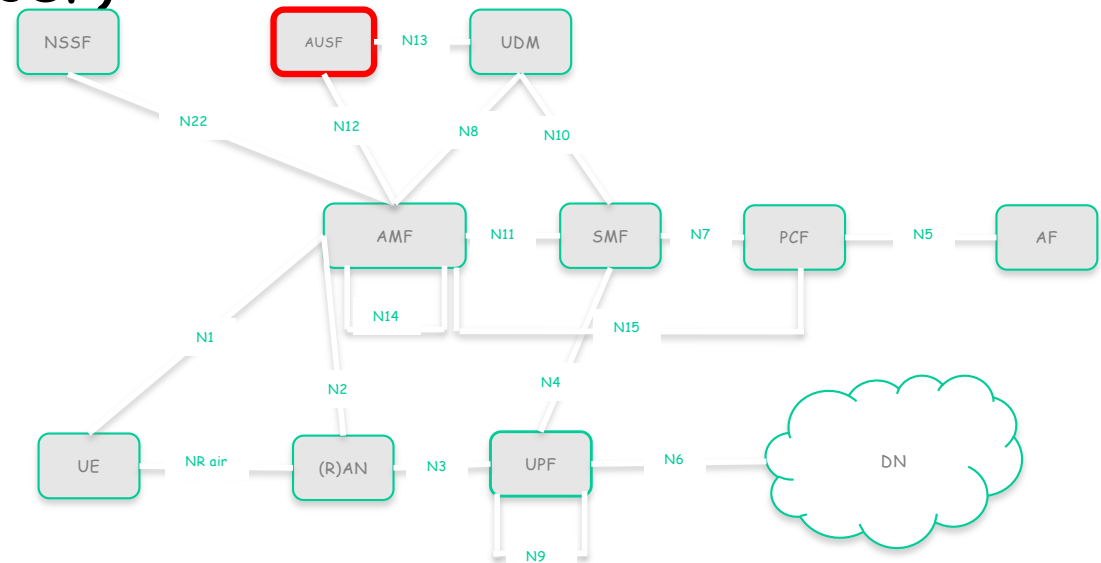 NSSF
AUSF
N13
UDM
N22
N12
N8
N10
AMF
N11
SMF
N7
PCF
N5
AF
N14
N15
N1
N2
N4
UE
NR air
(R)AN
N3
UPF
N6
DN
N9